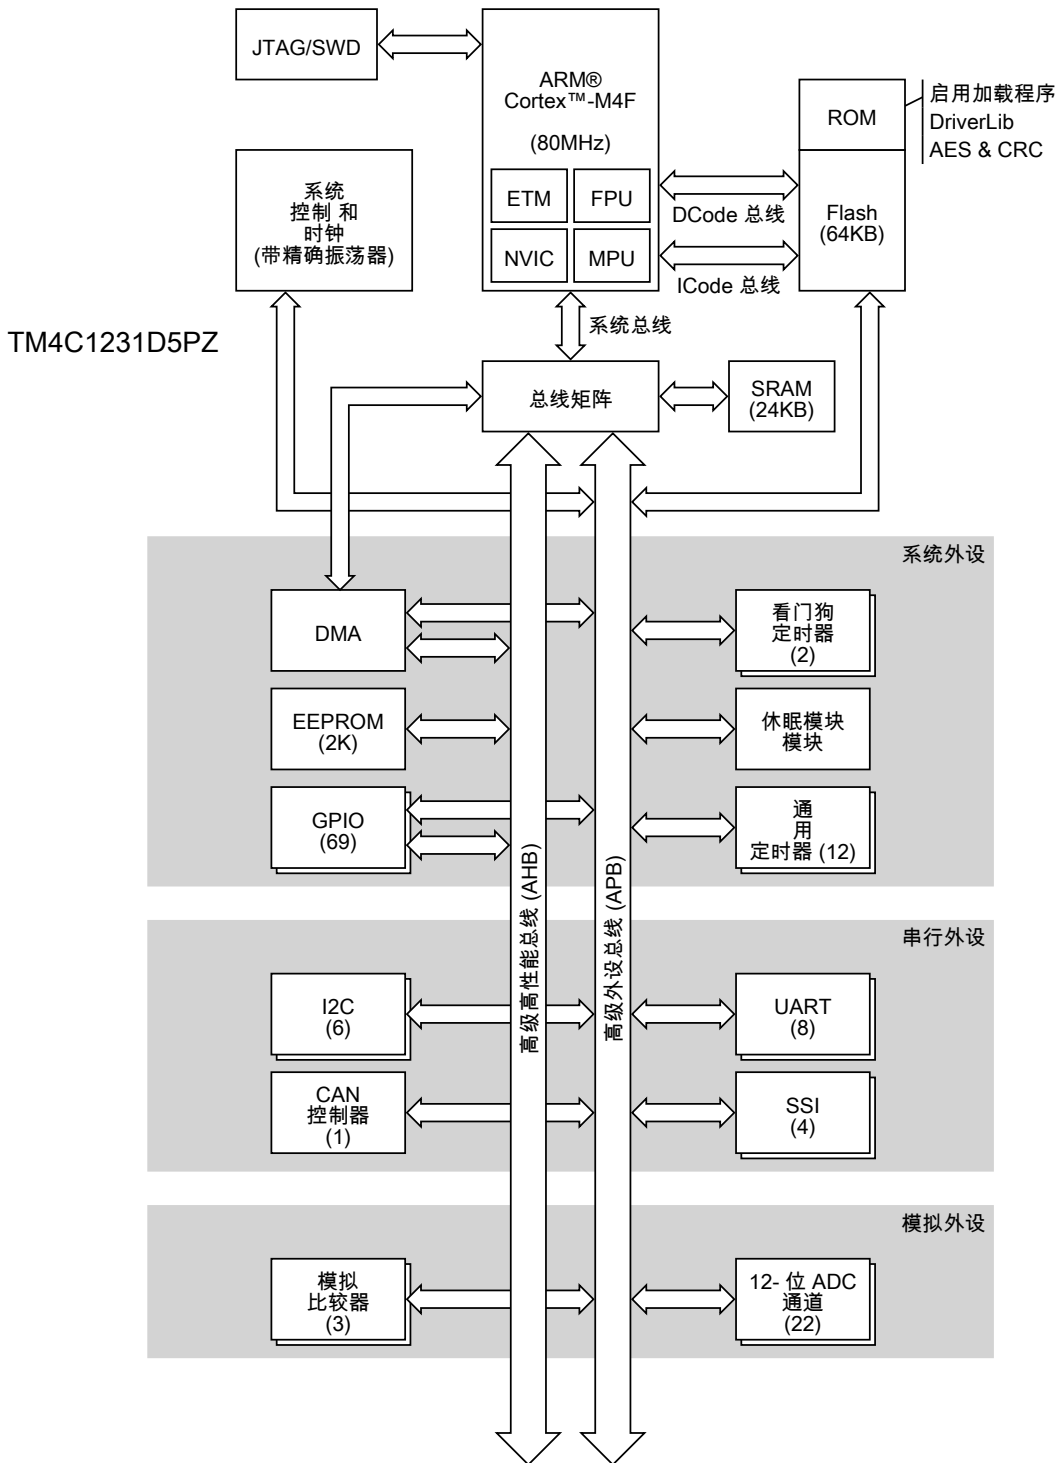 JTAG/SWD
ARM®
Cortex™-M4F
(80MHz)
ETM
FPU
NVIC
MPU
ROM
启用加载程序
DriverLib
AES & CRC
Flash
(64KB)
DCode 总线
ICode 总线
系统
控制 和
时钟
(带精确振荡器)
TM4C1231D5PZ
系统总线
总线矩阵
SRAM
(24KB)
系统外设
DMA
看门狗
定时器
(2)
EEPROM
(2K)
休眠模块
模块
GPIO
(69)
通
用
定时器 (12)
高级高性能总线 (AHB)
高级外设总线 (APB)
串行外设
I2C
(6)
UART
(8)
CAN
控制器
(1)
SSI
(4)
模拟外设
模拟
比较器
(3)
12- 位 ADC
通道
(22)